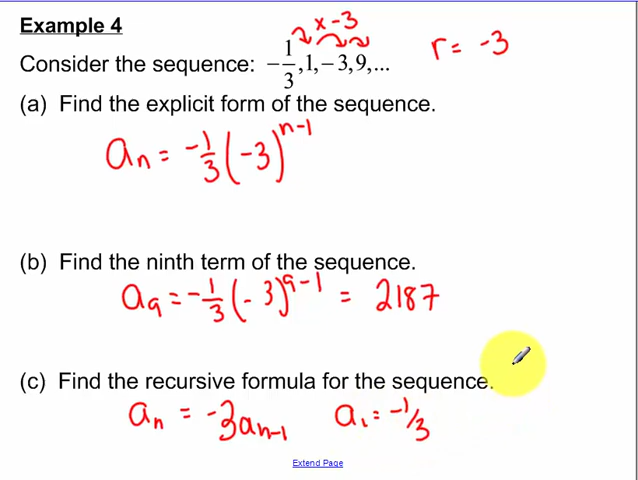 Example 4
x -3
Consider the sequence: -1/3, 1, -3, 9, ... r = -3
(a) Find the explicit form of the sequence.
aₙ = -1/3 (-3)ⁿ⁻¹
(b) Find the ninth term of the sequence.
a₉ = -1/3 (-3)⁹⁻¹ = 2187
(c) Find the recursive formula for the sequence.
aₙ = -3aₙ₋₁ a₁ = -1/3
Extend Page